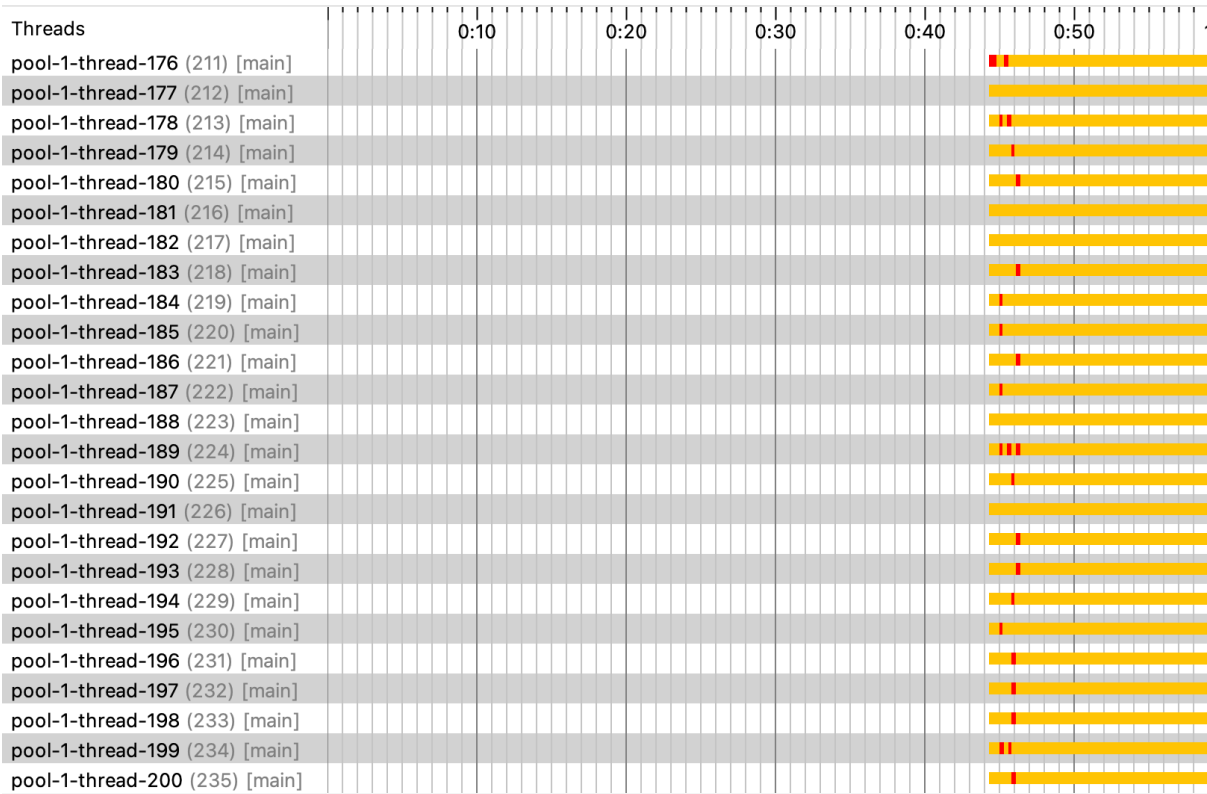 Threads 0:10 0:20 0:30 0:40 0:50
pool-1-thread-176 (211) [main]
pool-1-thread-177 (212) [main]
pool-1-thread-178 (213) [main]
pool-1-thread-179 (214) [main]
pool-1-thread-180 (215) [main]
pool-1-thread-181 (216) [main]
pool-1-thread-182 (217) [main]
pool-1-thread-183 (218) [main]
pool-1-thread-184 (219) [main]
pool-1-thread-185 (220) [main]
pool-1-thread-186 (221) [main]
pool-1-thread-187 (222) [main]
pool-1-thread-188 (223) [main]
pool-1-thread-189 (224) [main]
pool-1-thread-190 (225) [main]
pool-1-thread-191 (226) [main]
pool-1-thread-192 (227) [main]
pool-1-thread-193 (228) [main]
pool-1-thread-194 (229) [main]
pool-1-thread-195 (230) [main]
pool-1-thread-196 (231) [main]
pool-1-thread-197 (232) [main]
pool-1-thread-198 (233) [main]
pool-1-thread-199 (234) [main]
pool-1-thread-200 (235) [main]